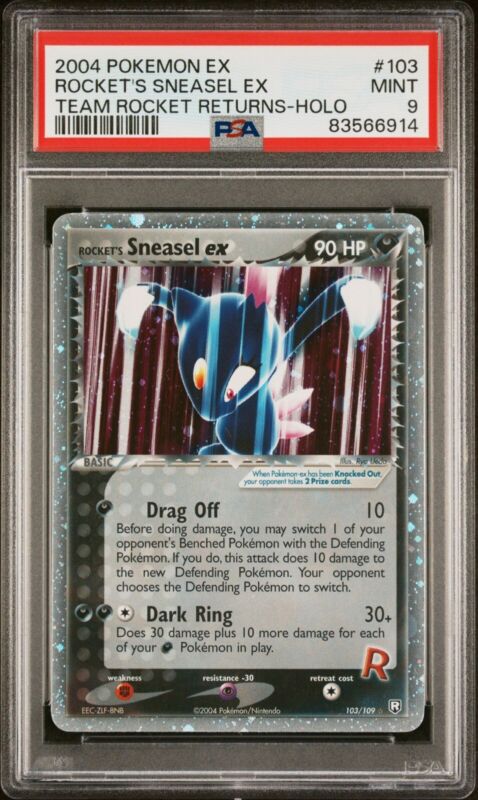 2004 POKEMON EX #103
ROCKET'S SNEASEL EX MINT
TEAM ROCKET RETURNS-HOLO 9
PSA 83566914
ROCKET'S Sneasel ex 90 HP
BASIC
Illus. Ryo Ueda
When Pokémon-ex has been Knocked Out,
your opponent takes 2 Prize cards.
Drag Off 10
Before doing damage, you may switch 1 of your
opponent's Benched Pokémon with the Defending
Pokémon. If you do, this attack does 10 damage to
the new Defending Pokémon. Your opponent
chooses the Defending Pokémon to switch.
Dark Ring 30+
Does 30 damage plus 10 more damage for each
of your Pokémon in play.
R
weakness resistance -30 retreat cost
EEC-ZLF-8NB ©2004 Pokémon/Nintendo 103/109 ☆ R
PSA